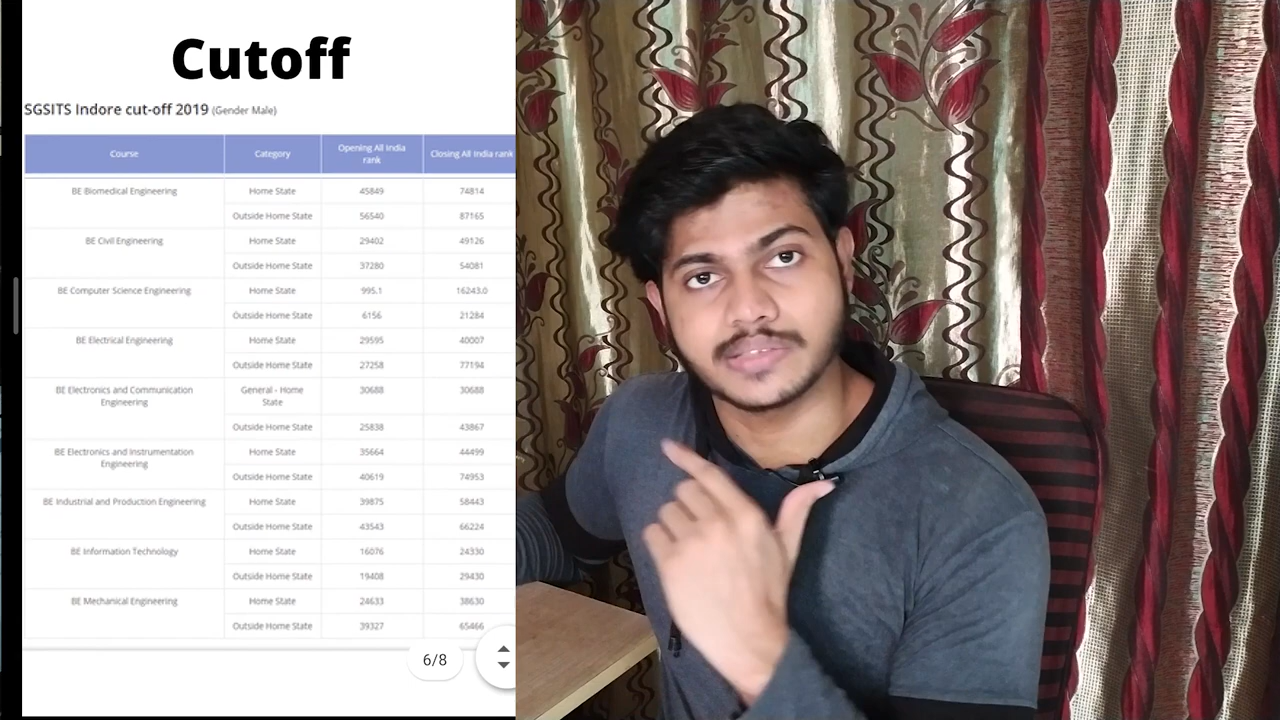 Cutoff
SGSITS Indore cut-off 2019 (Gender Male)
Course Category Opening All India rank Closing All India rank
BE Biomedical Engineering Home State 45849 74814
Outside Home State 56540 87165
BE Civil Engineering Home State 29402 49126
Outside Home State 37280 54081
BE Computer Science Engineering Home State 995.1 16243.0
Outside Home State 6156 21284
BE Electrical Engineering Home State 29595 40007
Outside Home State 27258 77194
BE Electronics and Communication Engineering General - Home State 30688 30688
Outside Home State 25838 43867
BE Electronics and Instrumentation Engineering Home State 35664 44499
Outside Home State 40619 74953
BE Industrial and Production Engineering Home State 39875 58443
Outside Home State 43543 66224
BE Information Technology Home State 16076 24330
Outside Home State 19408 29430
BE Mechanical Engineering Home State 24633 38630
Outside Home State 39327 65466
6/8